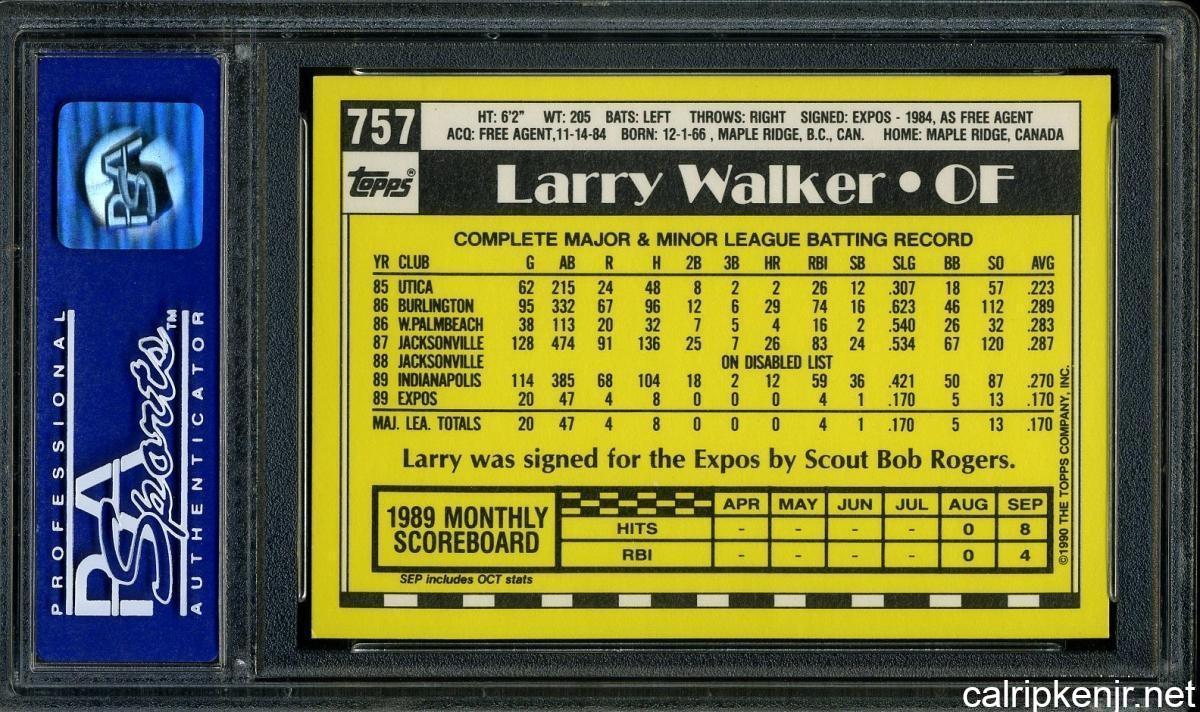 PROFESSIONAL
PSA
Sports™
AUTHENTICATOR
PSA
757
HT: 6'2" WT: 205 BATS: LEFT THROWS: RIGHT SIGNED: EXPOS - 1984, AS FREE AGENT
ACQ: FREE AGENT,11-14-84 BORN: 12-1-66 , MAPLE RIDGE, B.C., CAN. HOME: MAPLE RIDGE, CANADA
Topps®
Larry Walker • OF
COMPLETE MAJOR & MINOR LEAGUE BATTING RECORD
YR CLUB G AB R H 2B 3B HR RBI SB SLG BB SO AVG
85 UTICA 62 215 24 48 8 2 2 26 12 .307 18 57 .223
86 BURLINGTON 95 332 67 96 12 6 29 74 16 .623 46 112 .289
86 W.PALMBEACH 38 113 20 32 7 5 4 16 2 .540 26 32 .283
87 JACKSONVILLE 128 474 91 136 25 7 26 83 24 .534 67 120 .287
88 JACKSONVILLE ON DISABLED LIST
89 INDIANAPOLIS 114 385 68 104 18 2 12 59 36 .421 50 87 .270
89 EXPOS 20 47 4 8 0 0 0 4 1 .170 5 13 .170
MAJ. LEA. TOTALS 20 47 4 8 0 0 0 4 1 .170 5 13 .170
Larry was signed for the Expos by Scout Bob Rogers.
1989 MONTHLY
SCOREBOARD
APR MAY JUN JUL AUG SEP
HITS - - - - 0 8
RBI - - - - 0 4
SEP includes OCT stats
©1990 THE TOPPS COMPANY, INC.
calripkenjr.net